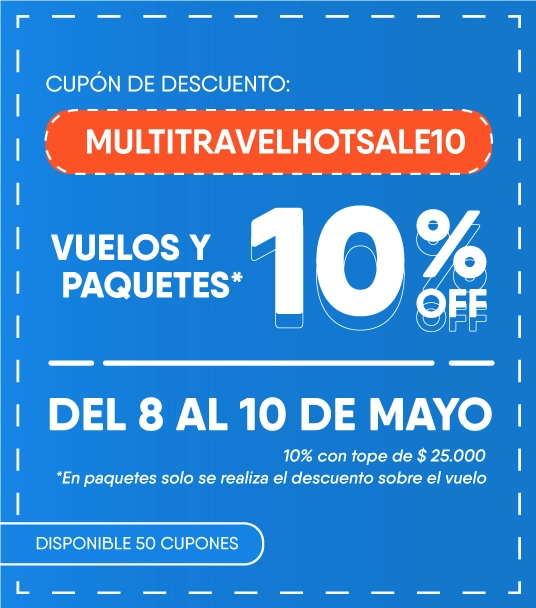 CUPÓN DE DESCUENTO:
MULTITRAVELHOTSALE10
VUELOS Y
PAQUETES*
10%
OFF
DEL 8 AL 10 DE MAYO
10% con tope de $ 25.000
*En paquetes solo se realiza el descuento sobre el vuelo
DISPONIBLE 50 CUPONES